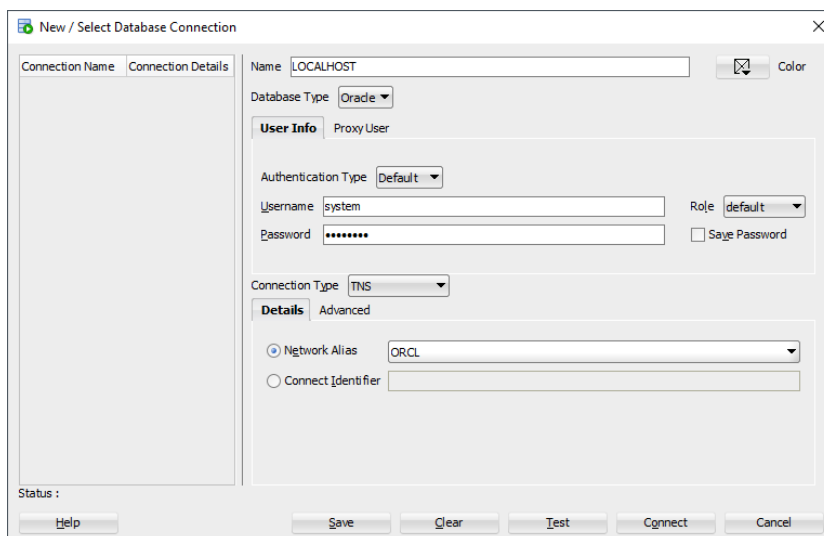 New / Select Database Connection
Connection Name Connection Details
Name LOCALHOST Color
Database Type Oracle
User Info Proxy User
Authentication Type Default
Username system Role default
Password •••••••• Save Password
Connection Type TNS
Details Advanced
Network Alias ORCL
Connect Identifier
Status :
Help Save Clear Test Connect Cancel